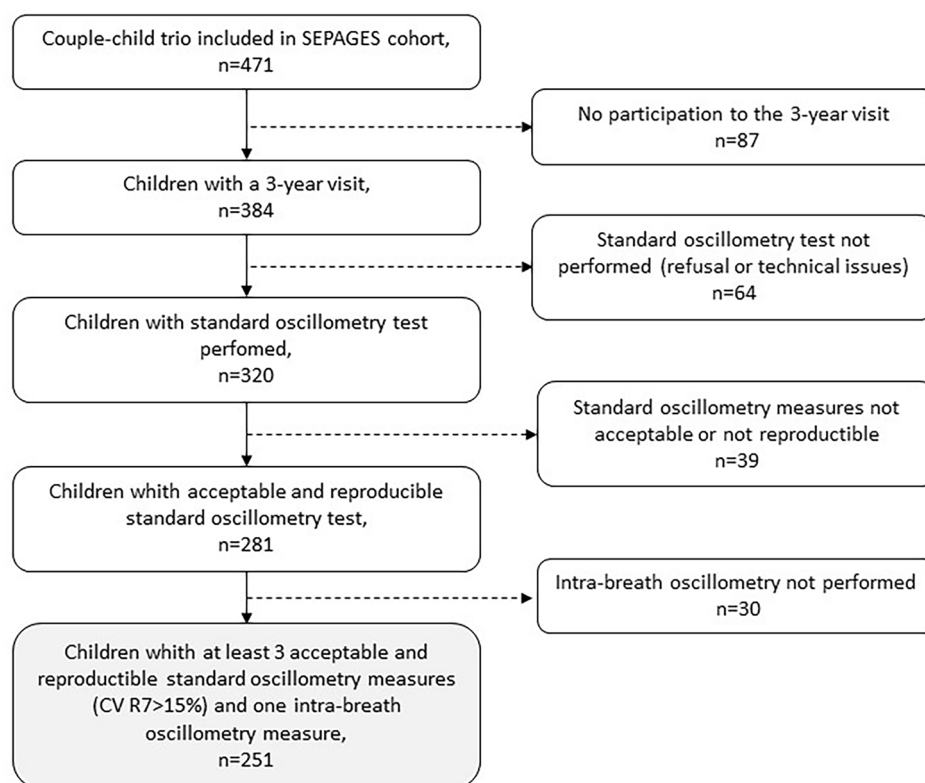 Couple-child trio included in SEPAGES cohort,
n=471
No participation to the 3-year visit
n=87
Children with a 3-year visit,
n=384
Standard oscillometry test not
performed (refusal or technical issues)
n=64
Children with standard oscillometry test
perfomed,
n=320
Standard oscillometry measures not
acceptable or not reproductible
n=39
Children whith acceptable and reproducible
standard oscillometry test,
n=281
Intra-breath oscillometry not performed
n=30
Children whith at least 3 acceptable and
reproductible standard oscillometry measures
(CV R7>15%) and one intra-breath
oscillometry measure,
n=251